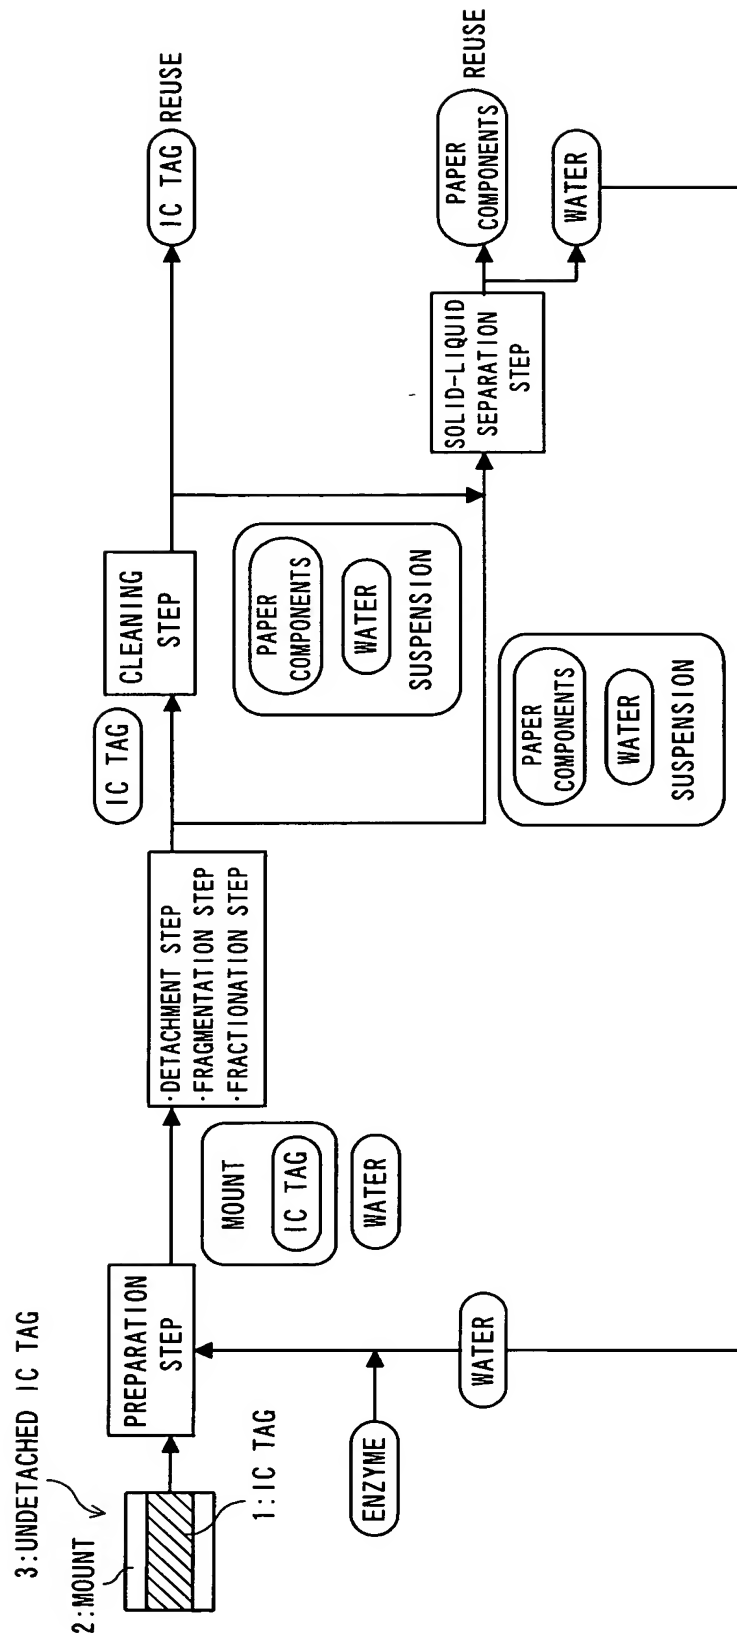 3:UNDETACHED IC TAG
2:MOUNT
1:IC TAG
PREPARATION
STEP
ENZYME
WATER
MOUNT
IC TAG
WATER
·DETACHMENT STEP
·FRAGMENTATION STEP
·FRACTIONATION STEP
IC TAG
CLEANING
STEP
PAPER
COMPONENTS
WATER
SUSPENSION
PAPER
COMPONENTS
WATER
SUSPENSION
SOLID-LIQUID
SEPARATION
STEP
IC TAG REUSE
PAPER
COMPONENTS
REUSE
WATER